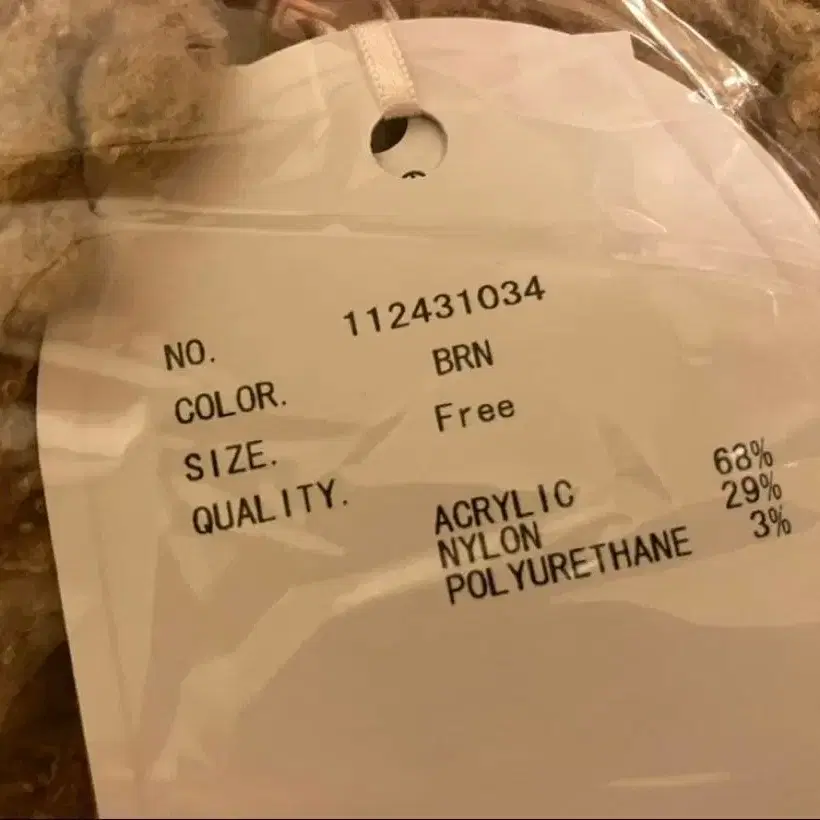 NO. 112431034
COLOR. BRN
SIZE. Free
QUALITY. ACRYLIC 68%
NYLON 29%
POLYURETHANE 3%